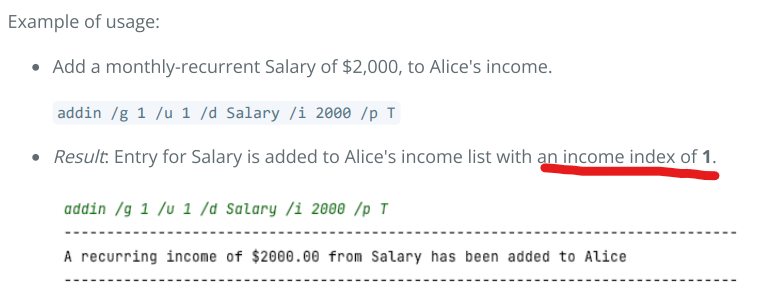 Example of usage:
Add a monthly-recurrent Salary of $2,000, to Alice's income.
addin /g 1 /u 1 /d Salary /i 2000 /p T
Result: Entry for Salary is added to Alice's income list with an income index of 1.
addin /g 1 /u 1 /d Salary /i 2000 /p T
--------------------------------------------------------------------------------
A recurring income of $2000.00 from Salary has been added to Alice
--------------------------------------------------------------------------------